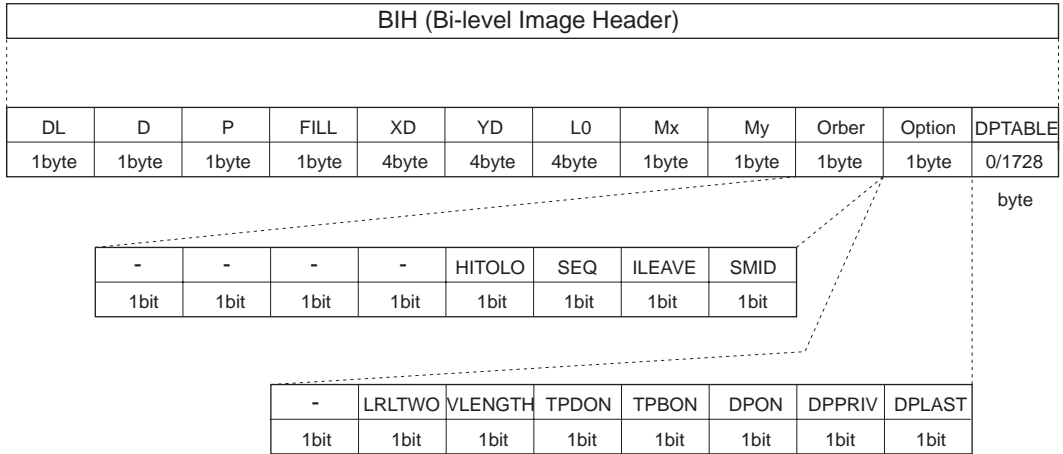 BIH (Bi-level Image Header)
DL D P FILL XD YD L0 Mx My Orber Option DPTABLE
1byte 1byte 1byte 1byte 4byte 4byte 4byte 1byte 1byte 1byte 1byte 0/1728
byte
- - - - HITOLO SEQ ILEAVE SMID
1bit 1bit 1bit 1bit 1bit 1bit 1bit 1bit
- LRLTWO VLENGTH TPDON TPBON DPON DPPRIV DPLAST
1bit 1bit 1bit 1bit 1bit 1bit 1bit 1bit